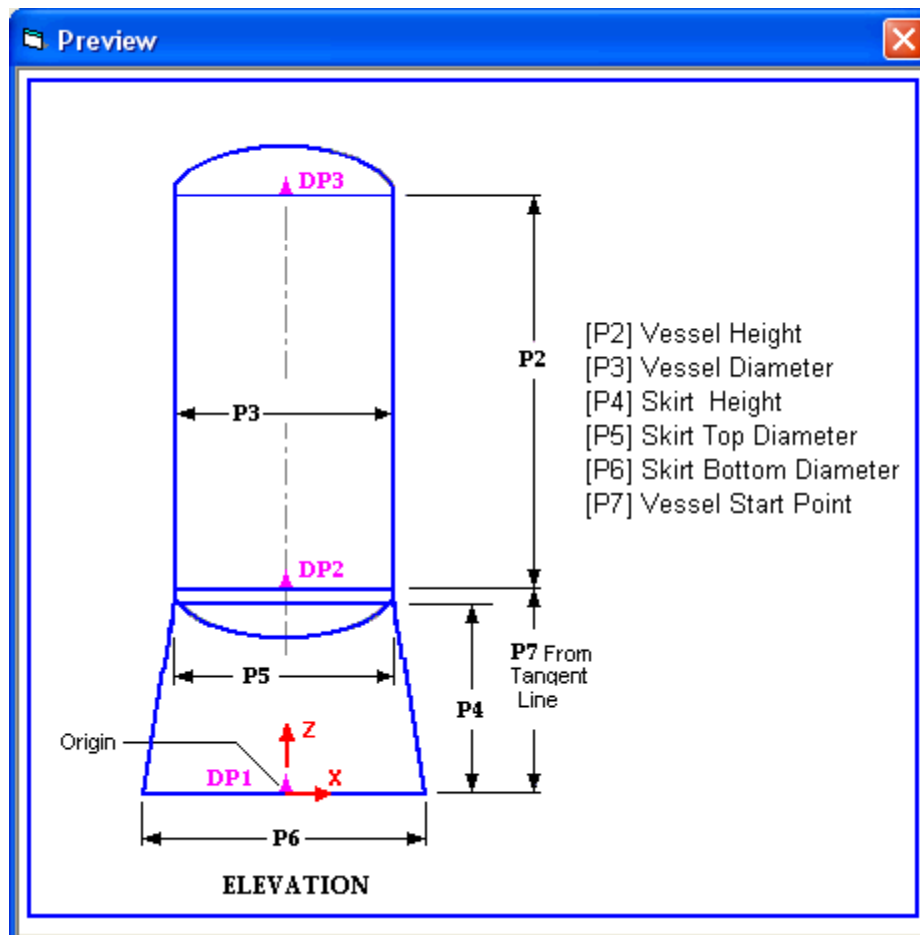 Preview
DP3
P2
[P2] Vessel Height
[P3] Vessel Diameter
P3
[P4] Skirt Height
[P5] Skirt Top Diameter
[P6] Skirt Bottom Diameter
[P7] Vessel Start Point
DP2
P7 From
Tangent
Line
P5
P4
Z
Origin
DP1
X
P6
ELEVATION